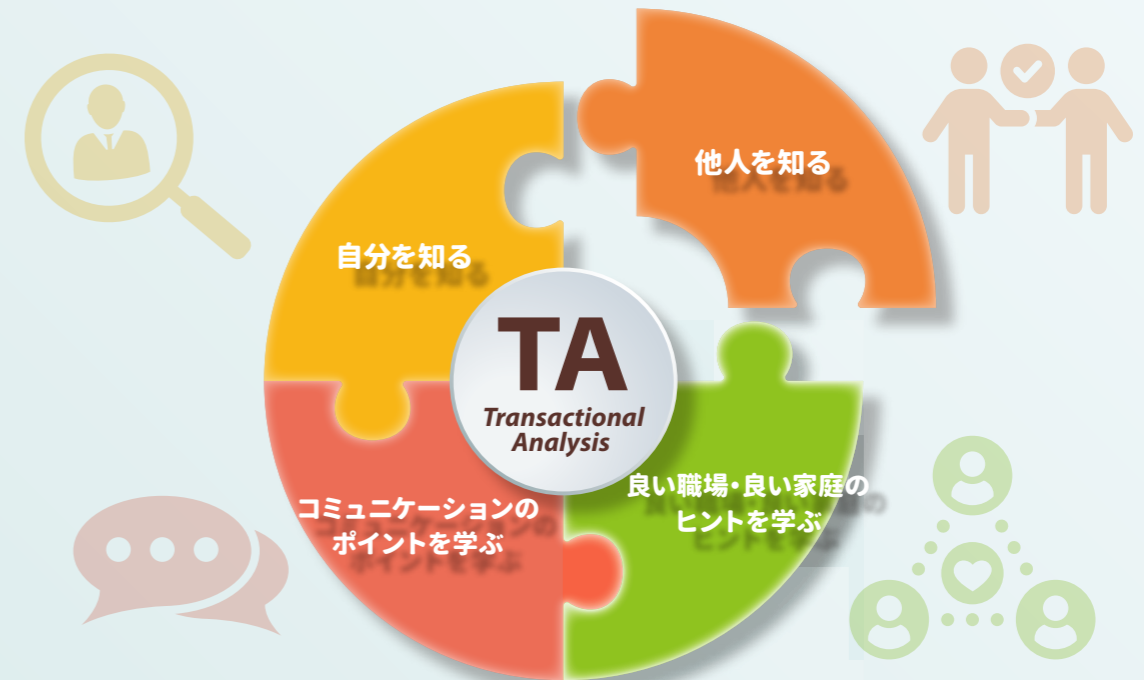 他人を知る
自分を知る
TA
Transactional
Analysis
コミュニケーションの
ポイントを学ぶ
良い職場・良い家庭の
ヒントを学ぶ